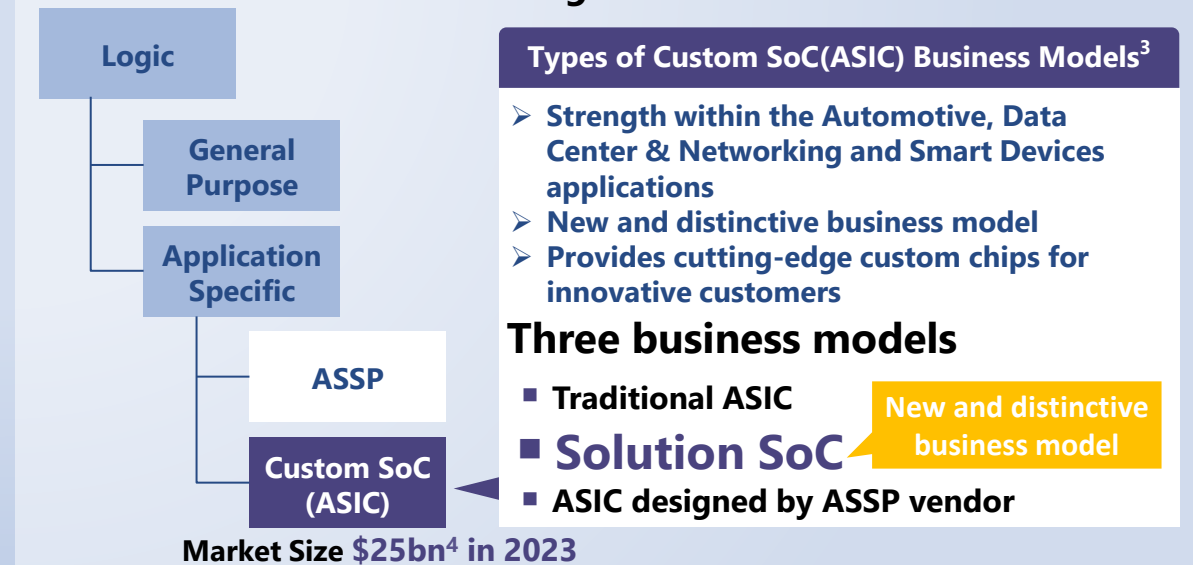 Logic
General
Purpose
Application
Specific
ASSP
Custom SoC
(ASIC)
Market Size $25bn⁴ in 2023
Types of Custom SoC(ASIC) Business Models³
➢ Strength within the Automotive, Data
Center & Networking and Smart Devices
applications
➢ New and distinctive business model
➢ Provides cutting-edge custom chips for
innovative customers
Three business models
▪ Traditional ASIC
▪ Solution SoC
New and distinctive
business model
▪ ASIC designed by ASSP vendor